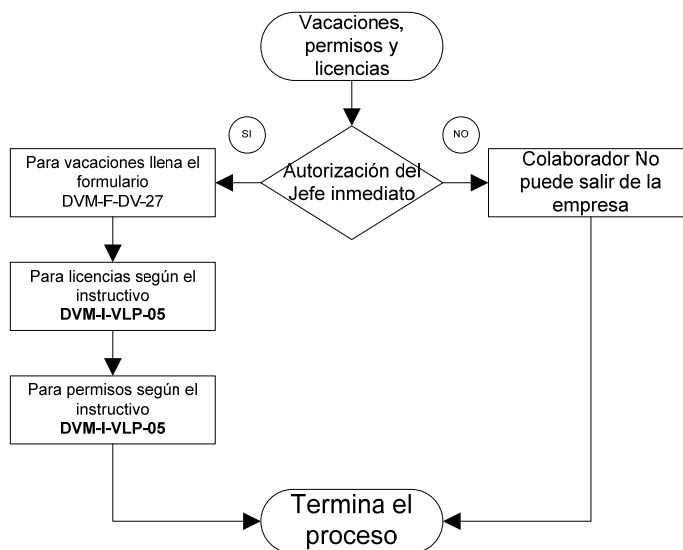 Vacaciones,
permisos y
licencias
SI
NO
Autorización del
Jefe inmediato
Para vacaciones llena el
formulario
DVM-F-DV-27
Colaborador No
puede salir de la
empresa
Para licencias según el
instructivo
DVM-I-VLP-05
Para permisos según el
instructivo
DVM-I-VLP-05
Termina el
proceso